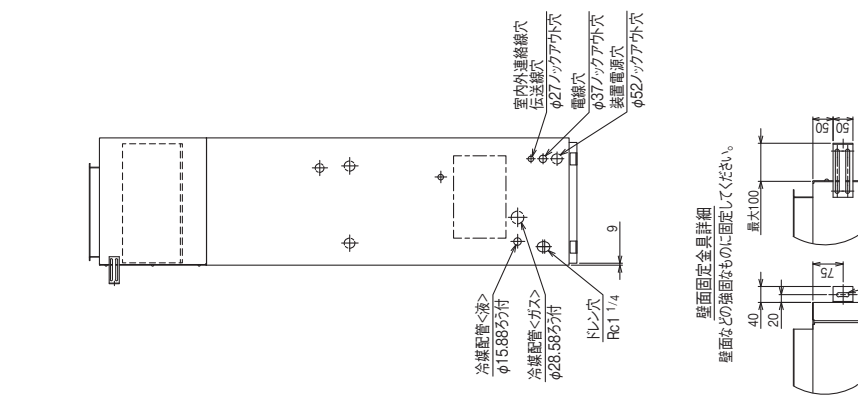 室内外連絡線穴
伝送線穴
φ27ノックアウト穴
電線穴
φ37ノックアウト穴
装置電源穴
φ52ノックアウト穴
9
冷媒配管<液>
φ15.88ろう付
冷媒配管<ガス>
φ28.58ろう付
ドレン穴
Rc1 1/4
壁面固定金具詳細
壁面などの強固なものに固定してください。
最大100
50
50
40
20
75